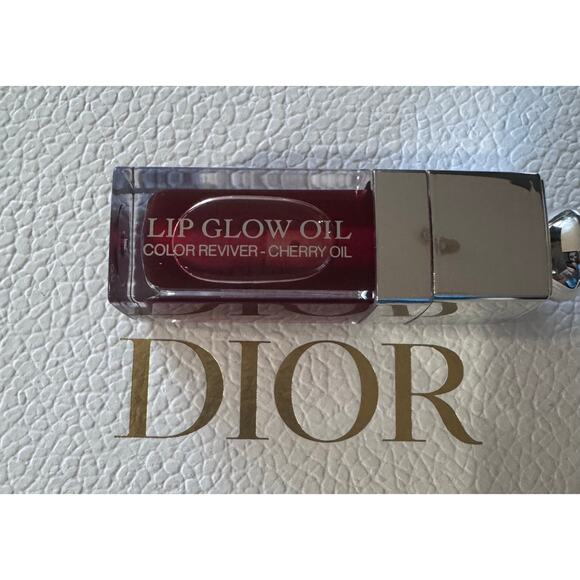 LIP GLOW OIL
COLOR REVIVER - CHERRY OIL
DIOR